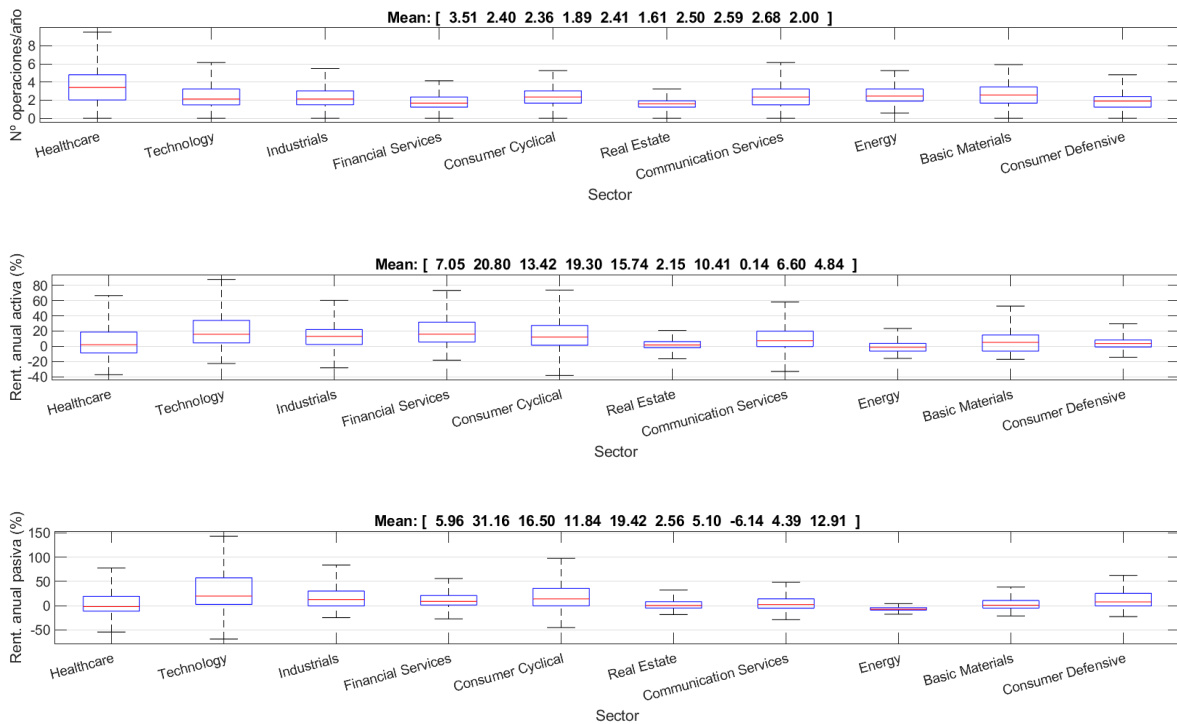 Mean: [ 3.51 2.40 2.36 1.89 2.41 1.61 2.50 2.59 2.68 2.00 ]
Nº operaciones/año
8
6
4
2
0
Healthcare
Technology
Industrials
Financial Services
Consumer Cyclical
Real Estate
Communication Services
Energy
Basic Materials
Consumer Defensive
Sector
Mean: [ 7.05 20.80 13.42 19.30 15.74 2.15 10.41 0.14 6.60 4.84 ]
Rent. anual activa (%)
80
60
40
20
0
-20
-40
Healthcare
Technology
Industrials
Financial Services
Consumer Cyclical
Real Estate
Communication Services
Energy
Basic Materials
Consumer Defensive
Sector
Mean: [ 5.96 31.16 16.50 11.84 19.42 2.56 5.10 -6.14 4.39 12.91 ]
Rent. anual pasiva (%)
150
100
50
0
-50
Healthcare
Technology
Industrials
Financial Services
Consumer Cyclical
Real Estate
Communication Services
Energy
Basic Materials
Consumer Defensive
Sector